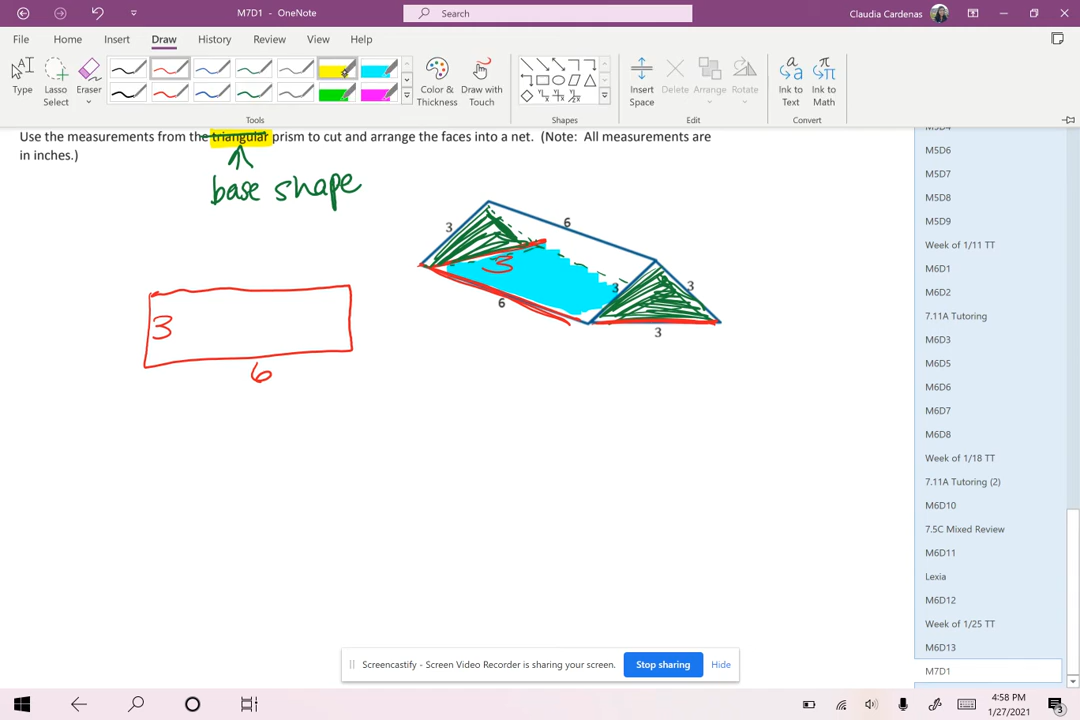 M7D1 - OneNote
Search
Claudia Cardenas
File
Home
Insert
Draw
History
Review
View
Help
Type
Lasso Select
Eraser
Color & Thickness
Draw with Touch
Insert Space
Delete
Arrange
Rotate
Ink to Text
Ink to Math
Tools
Shapes
Edit
Convert
Use the measurements from the triangular prism to cut and arrange the faces into a net. (Note: All measurements are
in inches.)
base shape
3
6
3
3
3
6
3
3
6
M5D4
M5D6
M5D7
M5D8
M5D9
Week of 1/11 TT
M6D1
M6D2
7.11A Tutoring
M6D3
M6D5
M6D6
M6D7
M6D8
Week of 1/18 TT
7.11A Tutoring (2)
M6D10
7.5C Mixed Review
M6D11
Lexia
M6D12
Week of 1/25 TT
M6D13
M7D1
Screencastify - Screen Video Recorder is sharing your screen.
Stop sharing
Hide
4:58 PM
1/27/2021
3